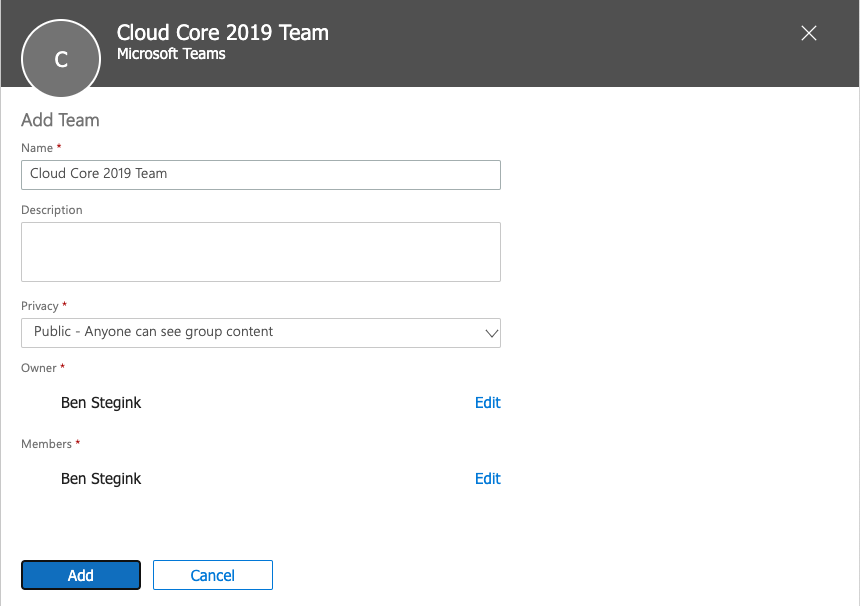 C
Cloud Core 2019 Team
Microsoft Teams
Add Team
Name *
Cloud Core 2019 Team
Description
Privacy *
Public - Anyone can see group content
Owner *
Ben Stegink Edit
Members *
Ben Stegink Edit
Add Cancel